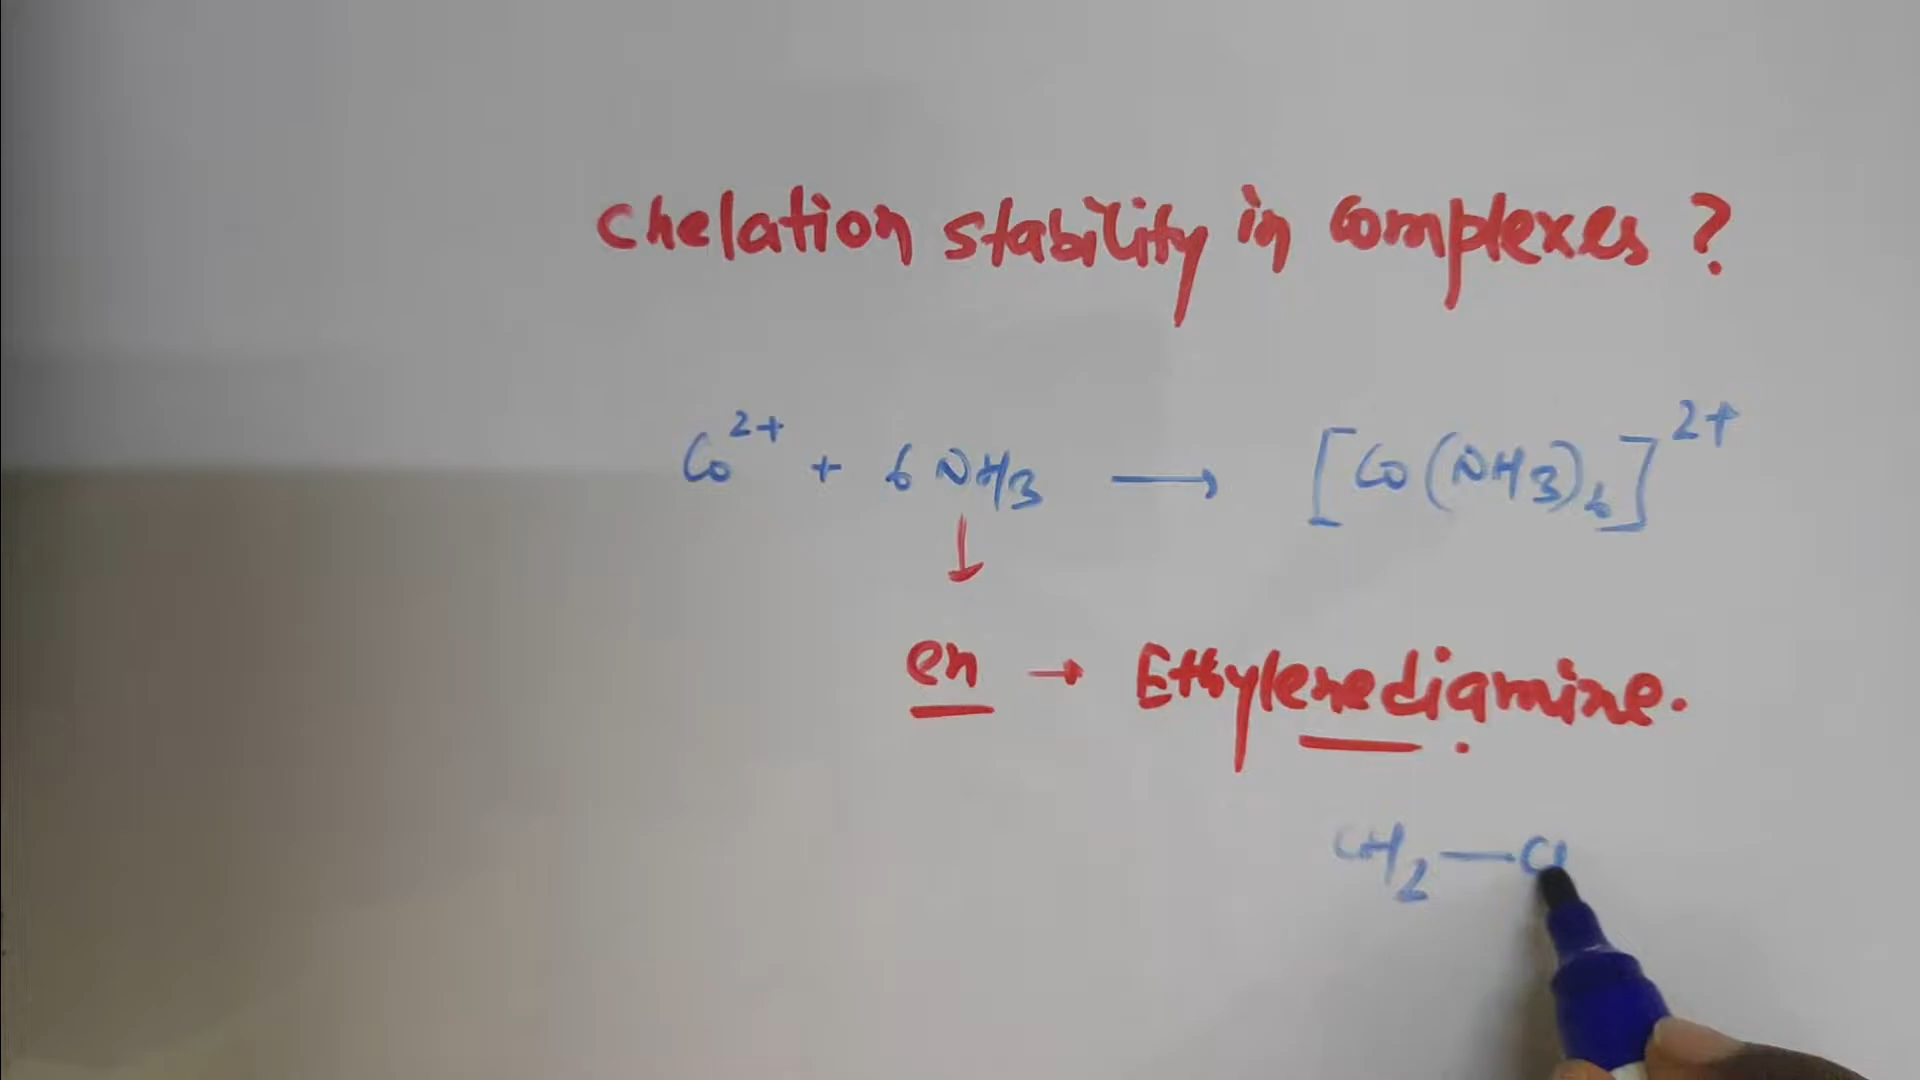 Chelation stability in complexes ?
Co²⁺ + 6 NH₃ → [Co(NH₃)₆]²⁺
↓
en → Ethylenediamine.
CH₂ — C